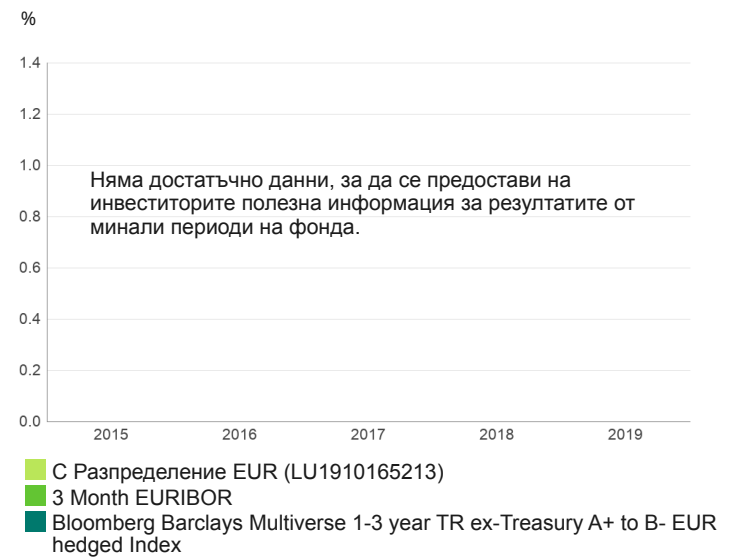 %
1.4
1.2
1.0
Няма достатъчно данни, за да се предостави на
инвеститорите полезна информация за резултатите от
0.8
минали периоди на фонда.
0.6
0.4
0.2
0.0
2015 2016 2017 2018 2019
C Разпределение EUR (LU1910165213)
3 Month EURIBOR
Bloomberg Barclays Multiverse 1-3 year TR ex-Treasury A+ to B- EUR
hedged Index